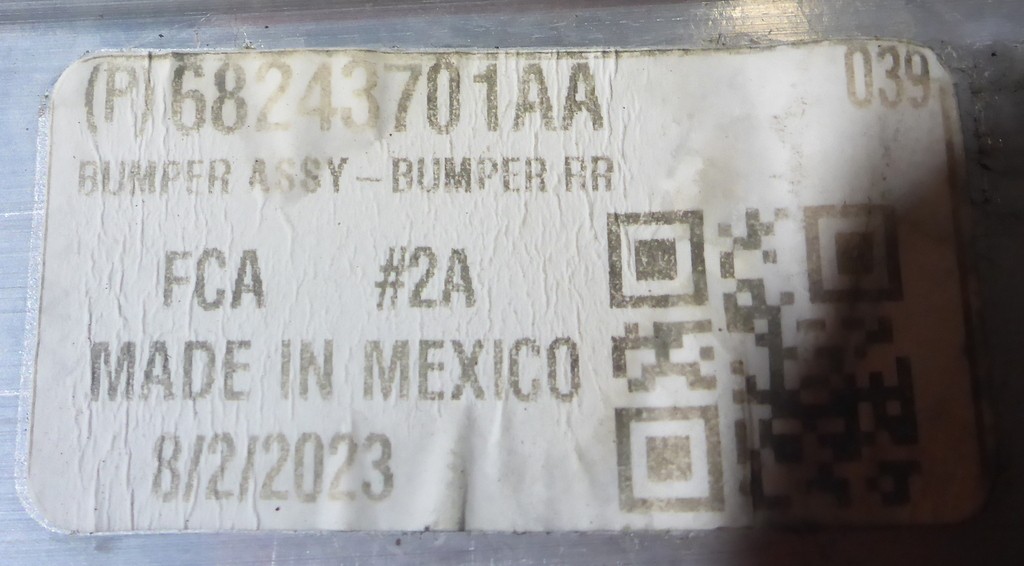 (P)68243701AA 039
BUMPER ASSY-BUMPER RR
FCA #2A
MADE IN MEXICO
8/2/2023